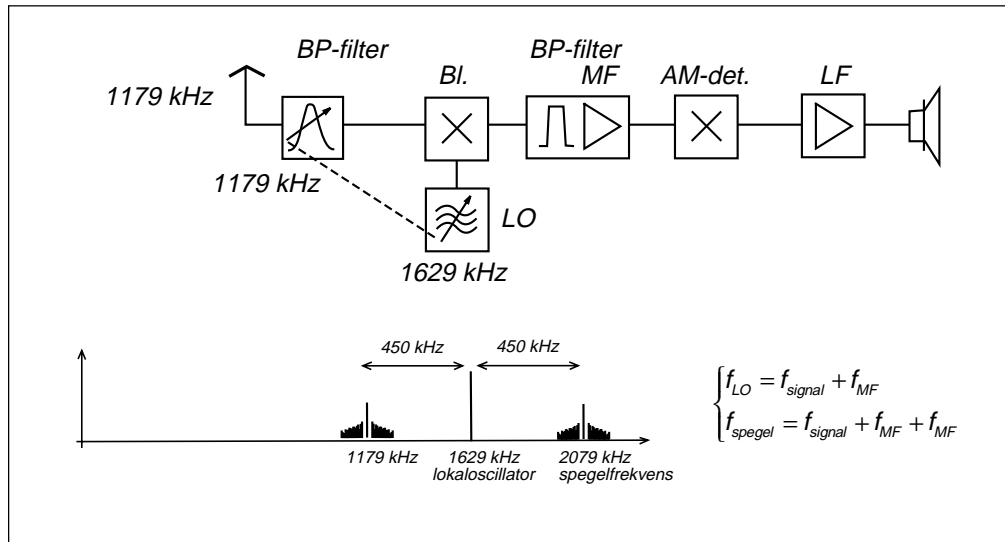 BP-filter
BP-filter
Bl.
MF
AM-det.
LF
1179 kHz
1179 kHz
LO
1629 kHz
450 kHz
450 kHz
f_LO = f_signal + f_MF
f_spegel = f_signal + f_MF + f_MF
1179 kHz
1629 kHz
lokaloscillator
2079 kHz
spegelfrekvens